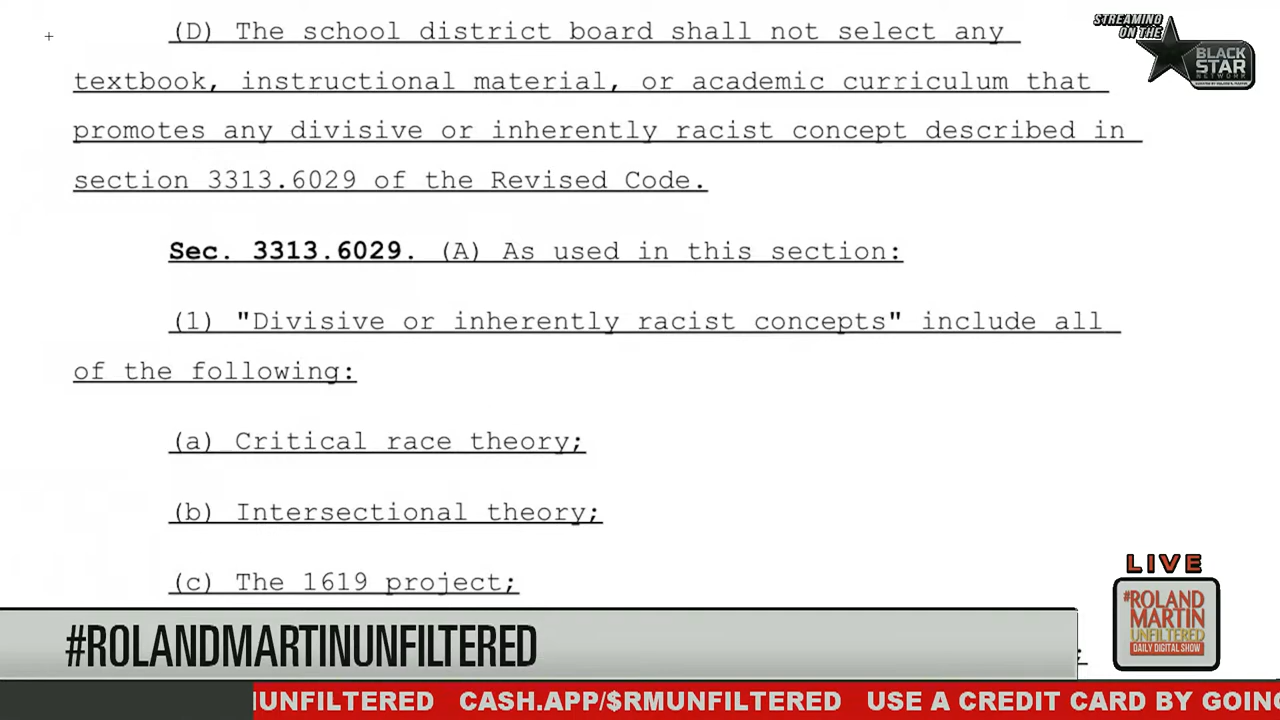 (D) The school district board shall not select any
textbook, instructional material, or academic curriculum that
promotes any divisive or inherently racist concept described in
section 3313.6029 of the Revised Code.
Sec. 3313.6029. (A) As used in this section:
(1) "Divisive or inherently racist concepts" include all
of the following:
(a) Critical race theory;
(b) Intersectional theory;
(c) The 1619 project;
STREAMING
ON THE
BLACK
STAR
NETWORK
LIVE
#ROLAND
MARTIN
UNFILTERED
DAILY DIGITAL SHOW
#ROLANDMARTINUNFILTERED
UNFILTERED CASH.APP/$RMUNFILTERED USE A CREDIT CARD BY GOING